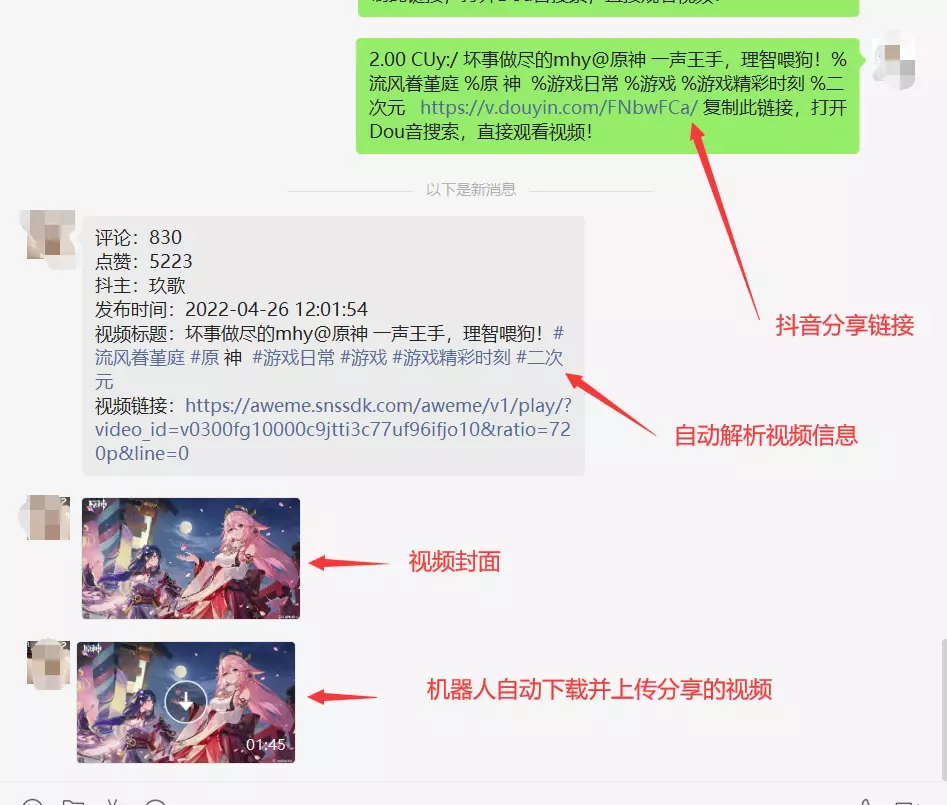 2.00 CUy:/ 坏事做尽的mhy@原神 一声王手，理智喂狗！%
流风眷堇庭 %原 神  %游戏日常 %游戏 %游戏精彩时刻 %二
次元   https://v.douyin.com/FNbwFCa/ 复制此链接，打开
Dou音搜索，直接观看视频！
以下是新消息
评论：830
点赞：5223
抖主：玖歌
发布时间：2022-04-26 12:01:54
视频标题：坏事做尽的mhy@原神 一声王手，理智喂狗！#
流风眷堇庭 #原 神  #游戏日常 #游戏 #游戏精彩时刻 #二次
元
视频链接：https://aweme.snssdk.com/aweme/v1/play/?
video_id=v0300fg10000c9jtti3c77uf96ifjo10&ratio=72
0p&line=0
抖音分享链接
自动解析视频信息
原神
视频封面
原神
01:45
机器人自动下载并上传分享的视频